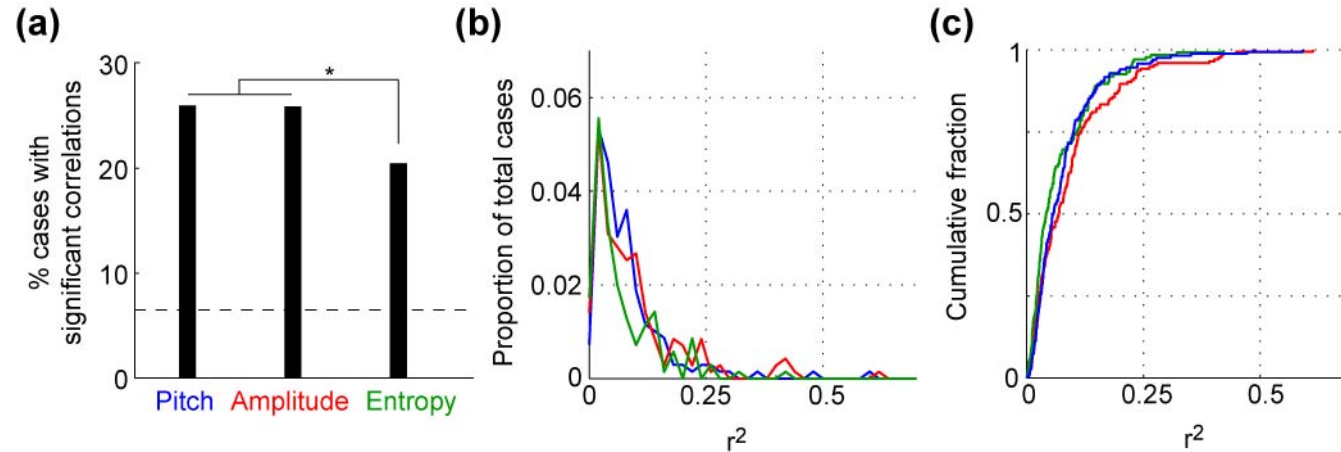 (a)
% cases with
significant correlations
30
20
10
0
*
Pitch Amplitude Entropy
(b)
Proportion of total cases
0.06
0.04
0.02
0
0 0.25 0.5
r²
(c)
Cumulative fraction
1
0.5
0
0 0.25 0.5
r²